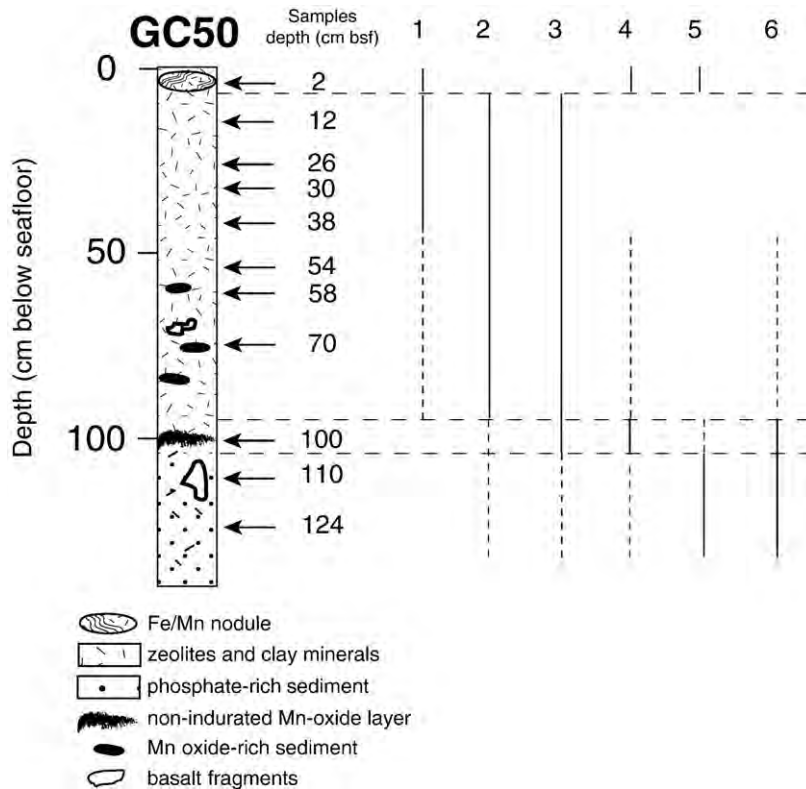 GC50
Samples
depth (cm bsf)
1 2 3 4 5 6
0
2
12
26
30
38
50
54
58
70
100
100
110
124
Depth (cm below seafloor)
Fe/Mn nodule
zeolites and clay minerals
phosphate-rich sediment
non-indurated Mn-oxide layer
Mn oxide-rich sediment
basalt fragments